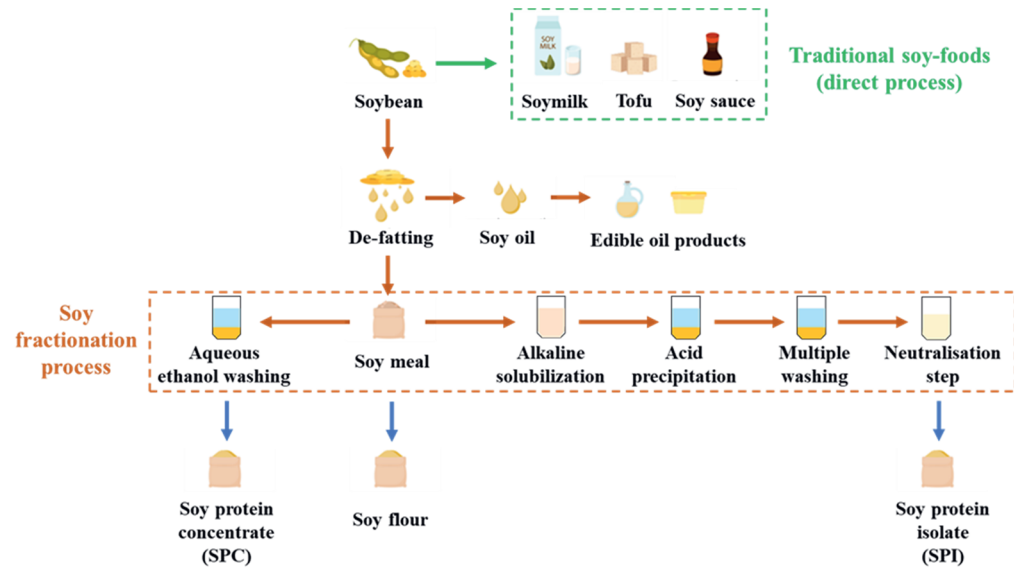 SOY
MILK
Traditional soy-foods
(direct process)
Soybean
Soymilk
Tofu
Soy sauce
De-fatting
Soy oil
Edible oil products
Soy
fractionation
process
Aqueous
ethanol washing
Soy meal
Alkaline
solubilization
Acid
precipitation
Multiple
washing
Neutralisation
step
Soy protein
concentrate
(SPC)
Soy flour
Soy protein
isolate
(SPI)